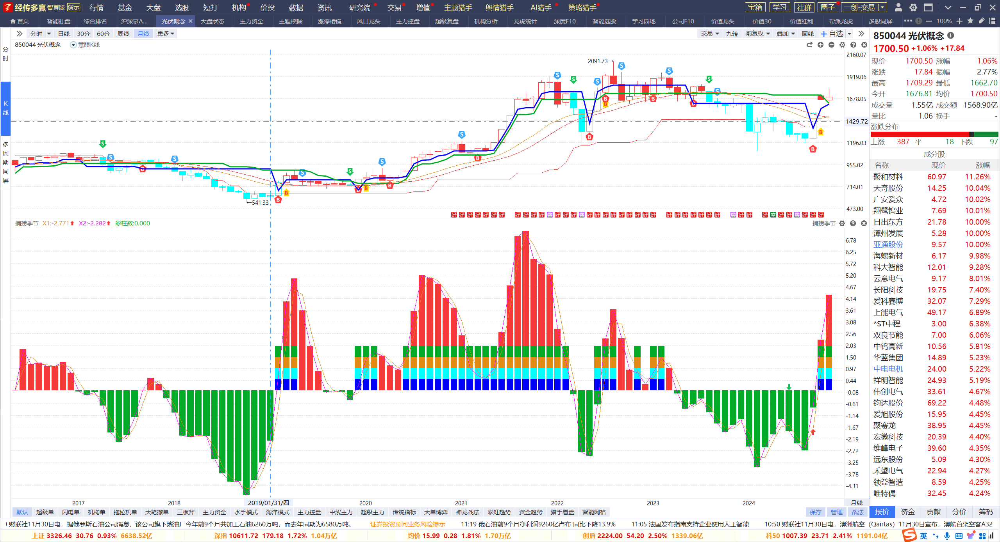 经传多赢 智尊版 演示 行情 基金 大盘 选股 短打 机构 价投 数据 资讯 研究院 交易 增值 主题猎手 舆情猎手 AI猎手 策略猎手 宝箱 学习 社群 圈子 一创-交易
首页 智能盯盘 综合排名 沪深京A... 光伏概念 大盘状态 主力资金 主题挖掘 涨停棱镜 风口龙头 主力控盘 超级复盘 机构分析 龙虎统计 深度F10 智能选股 学习园地 公司F10 价值龙头 价值30 价值红利 帮派龙虎 多股同屏 100%
分时 日线 30分 60分 周线 月线 更多 交易 九转 前复权 叠加 画线 自选
850044 光伏概念 慧眼K线
分时
K线
多周期同屏
2091.73
541.33
2160.07
1919.06
1678.05
1429.72
1196.03
955.02
714.01
473.00
捕捞季节 X1:-2.771 X2:-2.282 彩柱数:0.000 捕捞季节
6.78
6.25
5.72
5.20
4.67
4.14
3.61
3.08
2.56
2.03
1.50
0.97
0.44
-0.08
-0.61
-1.14
-1.67
-2.19
-2.72
-3.25
-3.78
-4.31
2017 2018 2019/01/31/四 2020 2021 2022 2023 2024 月线
默认 超级单 闪电单 机构单 拖拉机单 大笔撤单 三板斧 主力资金 水手模式 海洋模式 主力控盘 中线主力 超级主力 传统指标 大单博弈 神龙战法 彩虹趋势 资金趋势 猎手看盘 智能网格 保存 管理 战法
850044 光伏概念
1700.50 +1.06% +17.84
现价 1700.50 涨幅 1.06%
涨跌 17.84 振幅 2.77%
最高 1709.29 最低 1662.70
今开 1676.81 均价 1700.50
成交量 1.55亿 成交额 1568.90亿
量比 1.06 换手 -
涨跌分布
上涨 387 平 18 下跌 97
成分股
名称 现价 涨幅
聚和材料 60.97 11.26%
天奇股份 14.25 10.04%
广安爱众 4.72 10.02%
翔鹭钨业 7.69 10.01%
日出东方 21.78 10.00%
漳州发展 5.28 10.00%
亚通股份 9.57 10.00%
海螺新材 6.17 9.98%
科大智能 12.01 9.28%
云意电气 9.17 8.01%
长阳科技 19.75 7.40%
爱科赛博 32.07 7.29%
上能电气 49.17 6.89%
*ST中程 3.00 6.38%
双良节能 7.00 6.06%
中钨高新 10.56 5.81%
华蓝集团 14.89 5.23%
中电电机 24.00 5.22%
祥明智能 24.93 5.19%
伟创电气 33.61 4.67%
钧达股份 69.22 4.48%
爱旭股份 15.95 4.45%
聚赛龙 38.95 4.45%
宏微科技 20.39 4.40%
维峰电子 39.60 4.35%
远东股份 5.09 4.30%
禾望电气 22.94 4.27%
领益智造 8.59 4.25%
唯特偶 32.45 4.24%
报价 资金 贡献 分价 筹码
财联社11月30日电，据俄罗斯石油公司消息，该公司旗下炼油厂今年前9个月共加工石油6260万吨，而去年同期为6580万吨。 证券投资顾问业务风险提示 11:19 俄石油前9个月净利润9260亿卢布 同比下降13.9% 11:05 法国发布指南支持企业使用人工智能 10:50 财联社11月30日电，澳洲航空（Qantas）11月30日宣布，澳航首架空客A32
上证 3326.46 30.76 0.93% 6638.52亿 深指 10611.72 179.18 1.72% 1.04万亿 均价 15.99 0.28 1.81% 1.70万亿 创指 2224.00 54.20 2.50% 1339.06亿 科50 1007.39 23.71 2.41% 1191.04亿 英